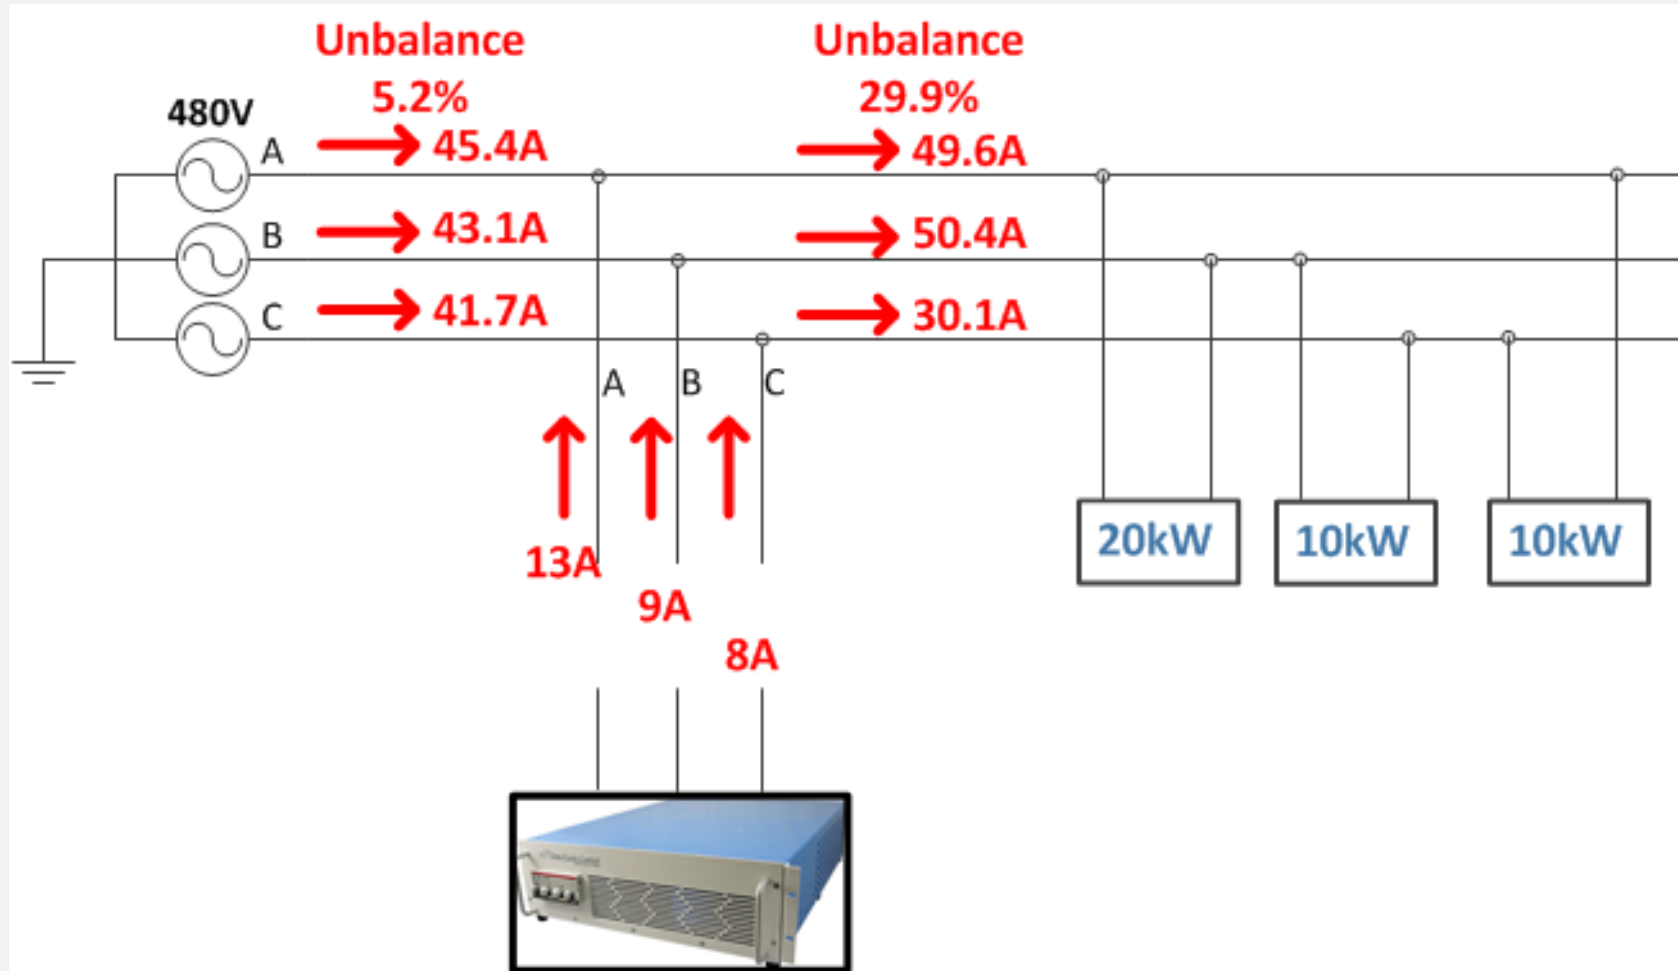 Unbalance
5.2%
Unbalance
29.9%
480V
A
45.4A
49.6A
B
43.1A
50.4A
C
41.7A
30.1A
A
B
C
13A
9A
8A
20kW
10kW
10kW